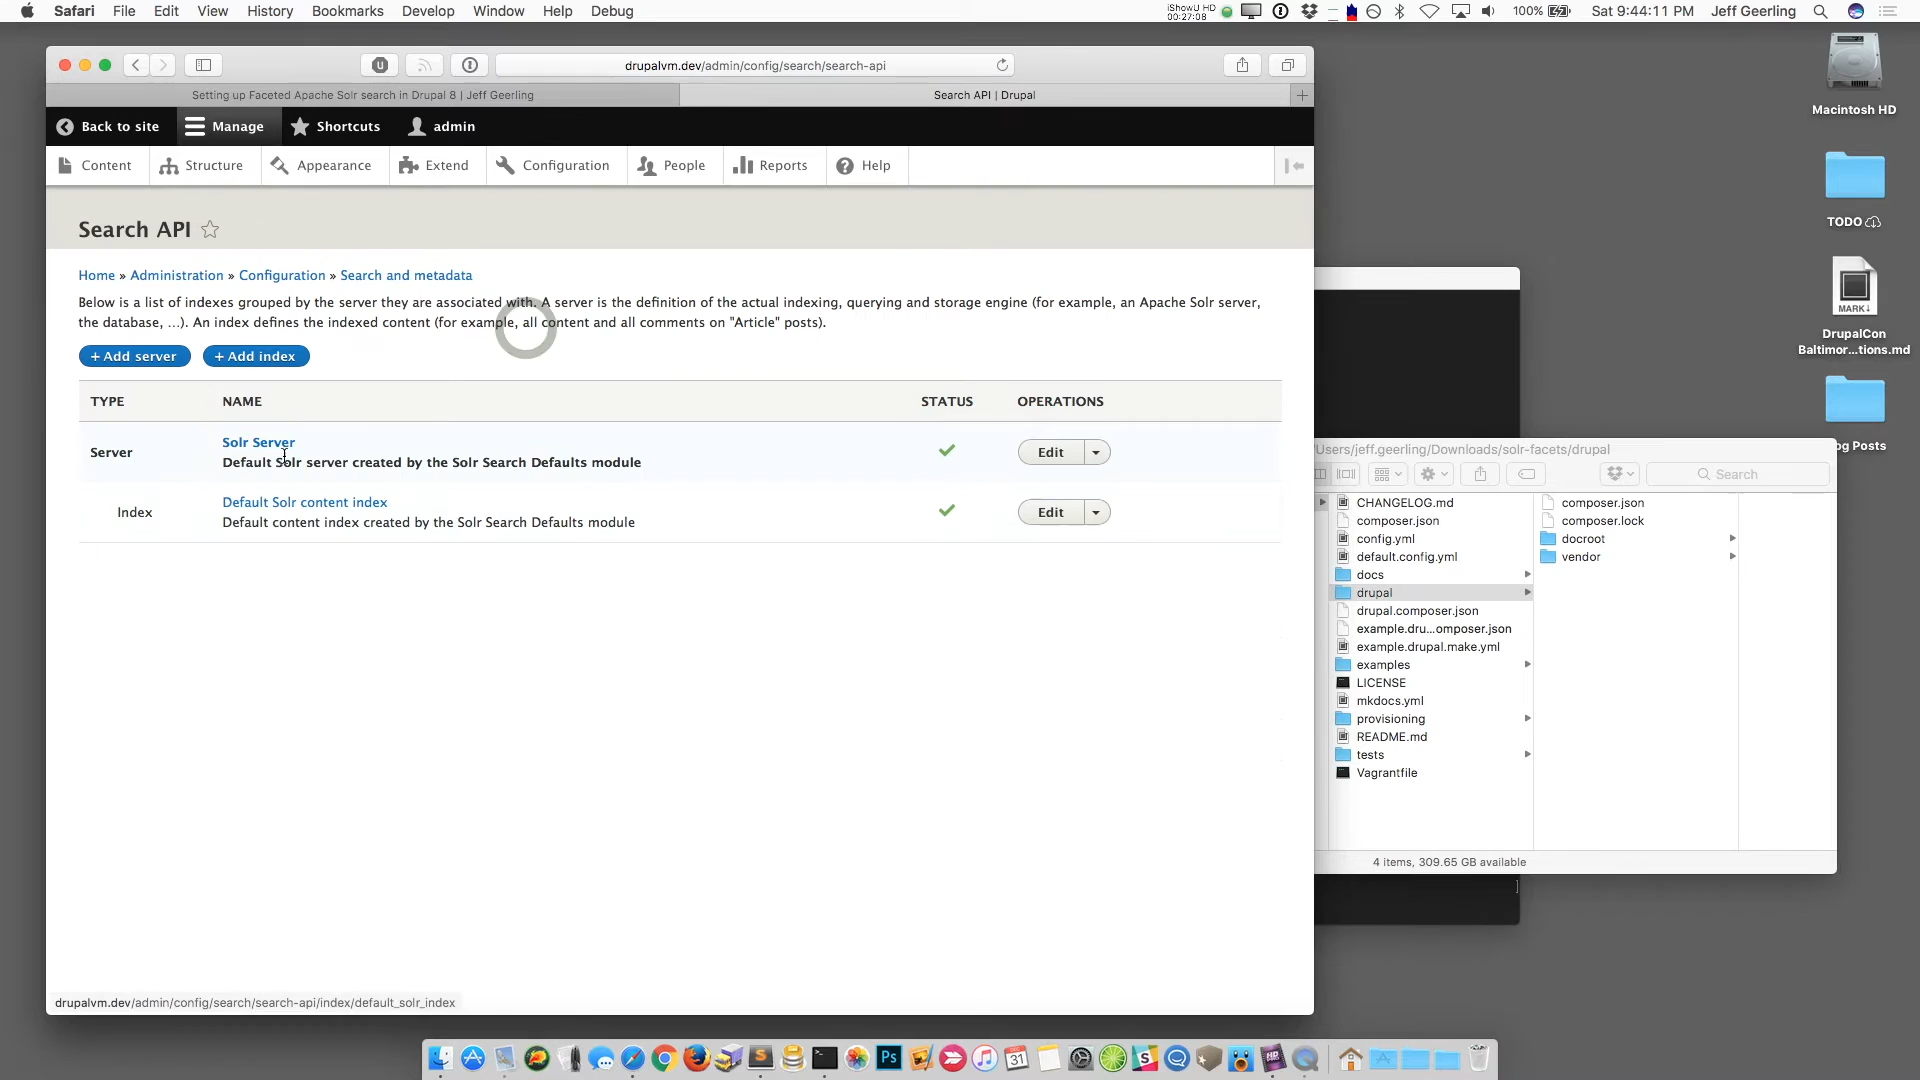 Safari File Edit View History Bookmarks Develop Window Help Debug
iShowU HD
00:27:08
100%
Sat 9:44:11 PM
Jeff Geerling
drupalvm.dev/admin/config/search/search-api
Setting up Faceted Apache Solr search in Drupal 8 | Jeff Geerling
Search API | Drupal
Back to site
Manage
Shortcuts
admin
Content
Structure
Appearance
Extend
Configuration
People
Reports
Help
Search API
Home » Administration » Configuration » Search and metadata
Below is a list of indexes grouped by the server they are associated with. A server is the definition of the actual indexing, querying and storage engine (for example, an Apache Solr server,
the database, …). An index defines the indexed content (for example, all content and all comments on "Article" posts).
+ Add server
+ Add index
TYPE NAME STATUS OPERATIONS
Server
Solr Server
Default Solr server created by the Solr Search Defaults module
Edit
Index
Default Solr content index
Default content index created by the Solr Search Defaults module
Edit
drupalvm.dev/admin/config/search/search-api/index/default_solr_index
Users/jeff.geerling/Downloads/solr-facets/drupal
Search
CHANGELOG.md
composer.json
config.yml
default.config.yml
docs
drupal
drupal.composer.json
example.dru...omposer.json
example.drupal.make.yml
examples
LICENSE
mkdocs.yml
provisioning
README.md
tests
Vagrantfile
composer.json
composer.lock
docroot
vendor
4 items, 309.65 GB available
Macintosh HD
TODO
MARK↓
DrupalCon
Baltimor...tions.md
og Posts
Ps
31